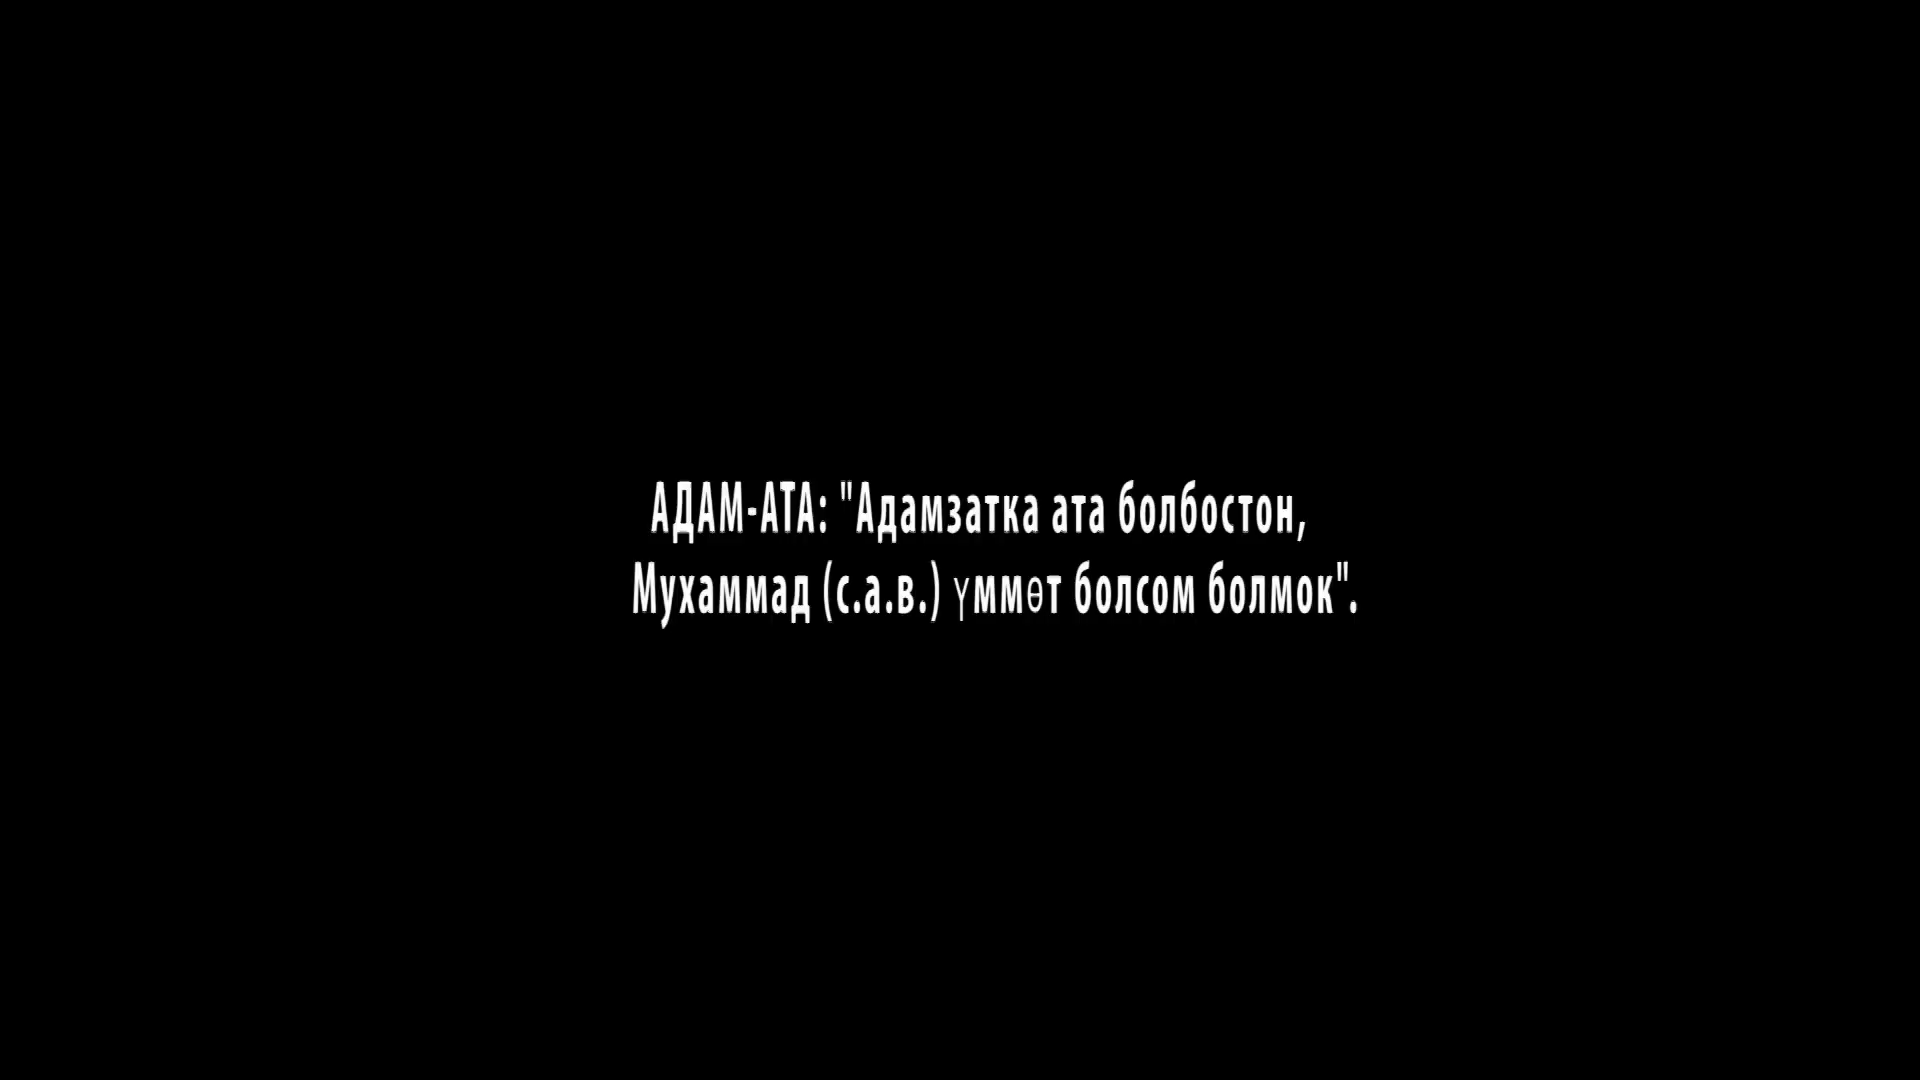 АДАМ-АТА: "Адамзатка ата болбостон,
Мухаммад (с.а.в.) үммөт болсом болмок".